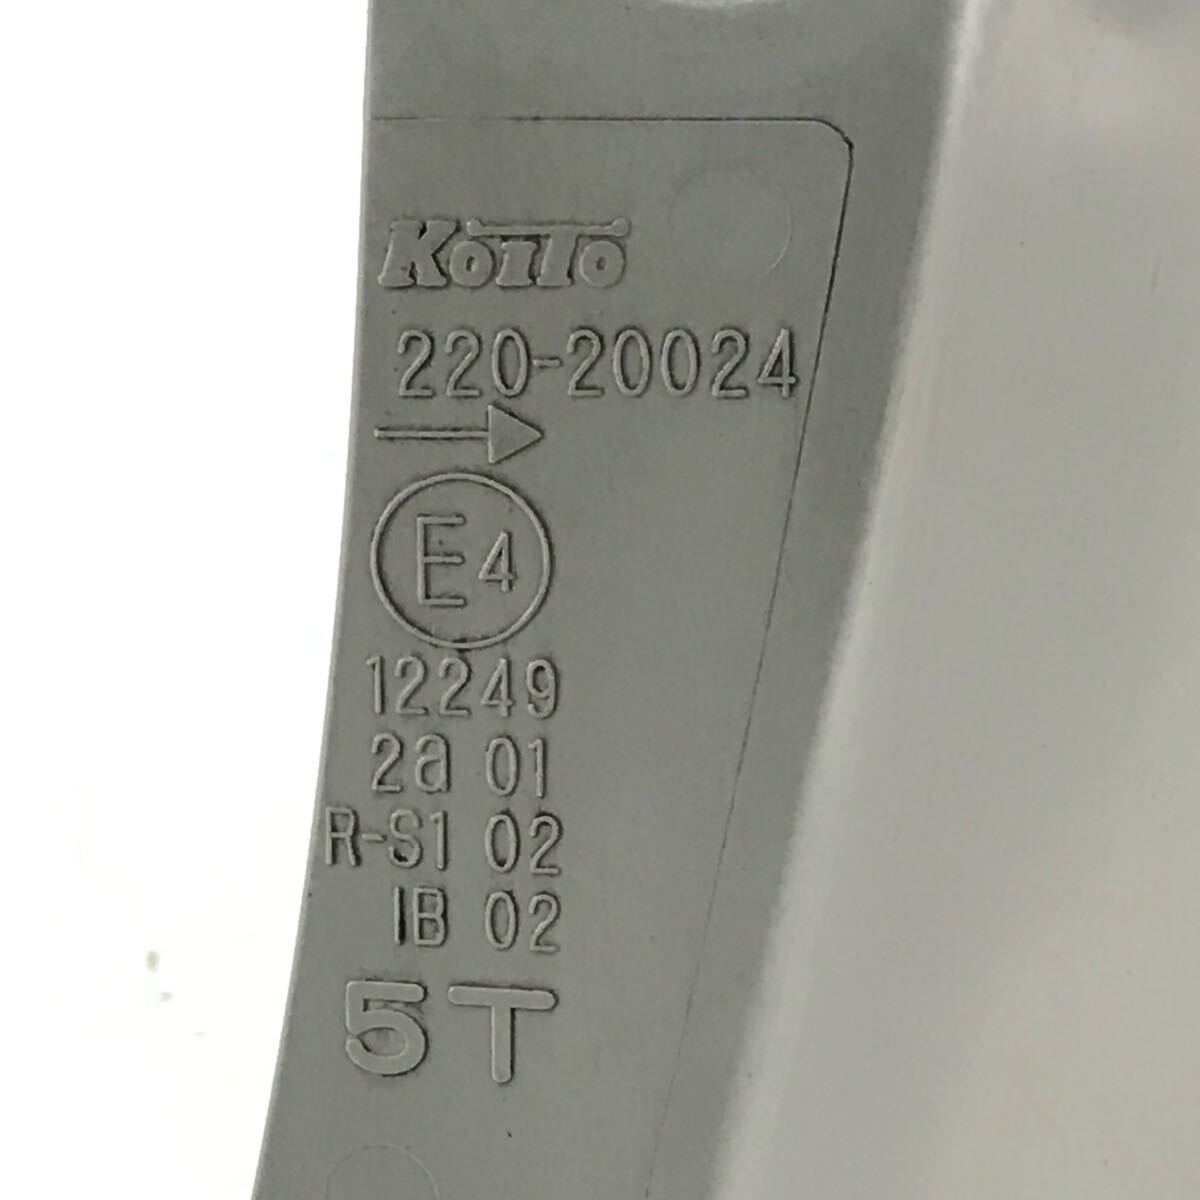 KOITO
220-20024
E4
12249
2a 01
R-S1 02
IB 02
5T